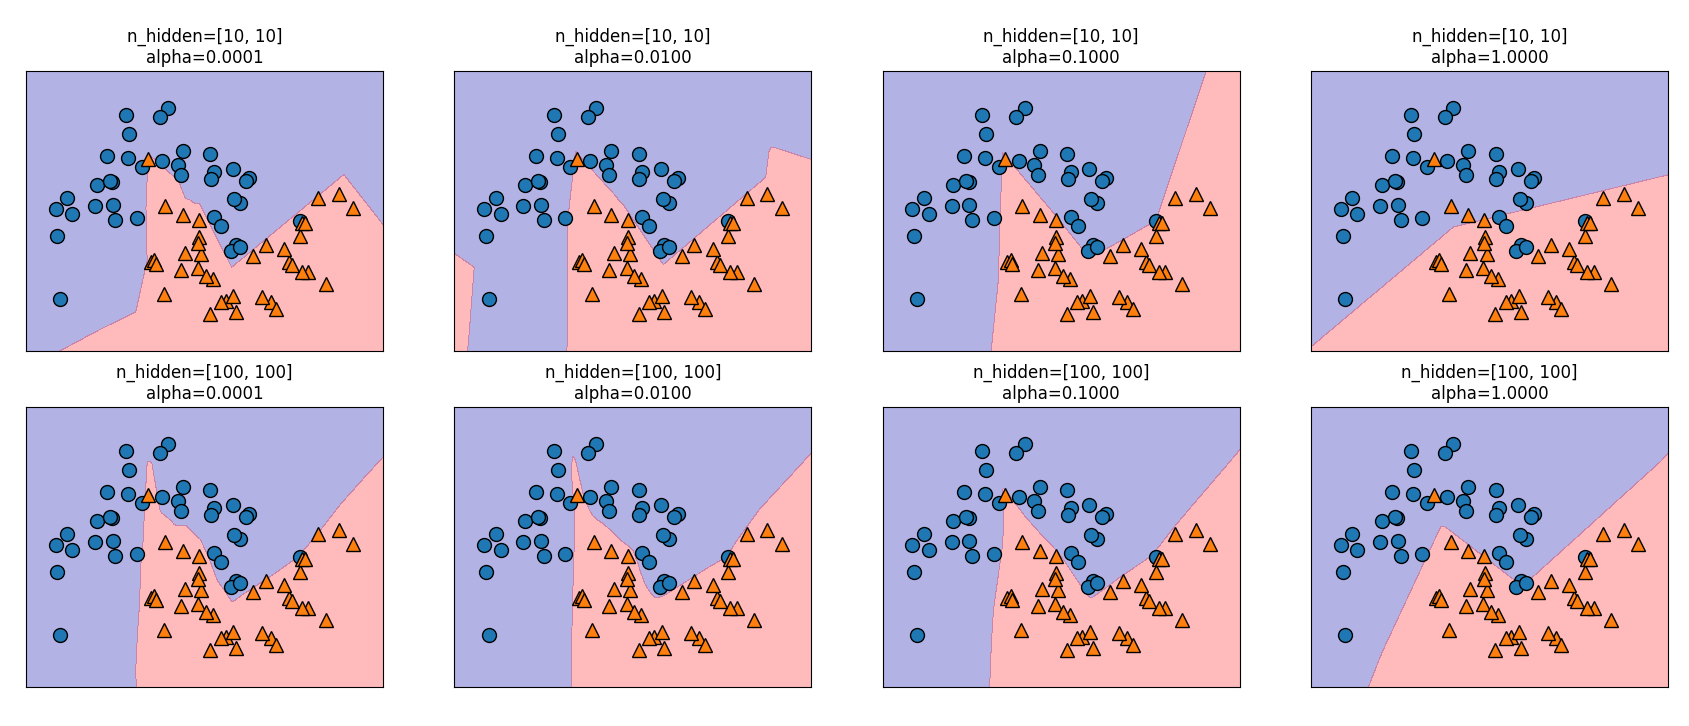 n_hidden=[10, 10]
alpha=0.0001
n_hidden=[10, 10]
alpha=0.0100
n_hidden=[10, 10]
alpha=0.1000
n_hidden=[10, 10]
alpha=1.0000
n_hidden=[100, 100]
alpha=0.0001
n_hidden=[100, 100]
alpha=0.0100
n_hidden=[100, 100]
alpha=0.1000
n_hidden=[100, 100]
alpha=1.0000